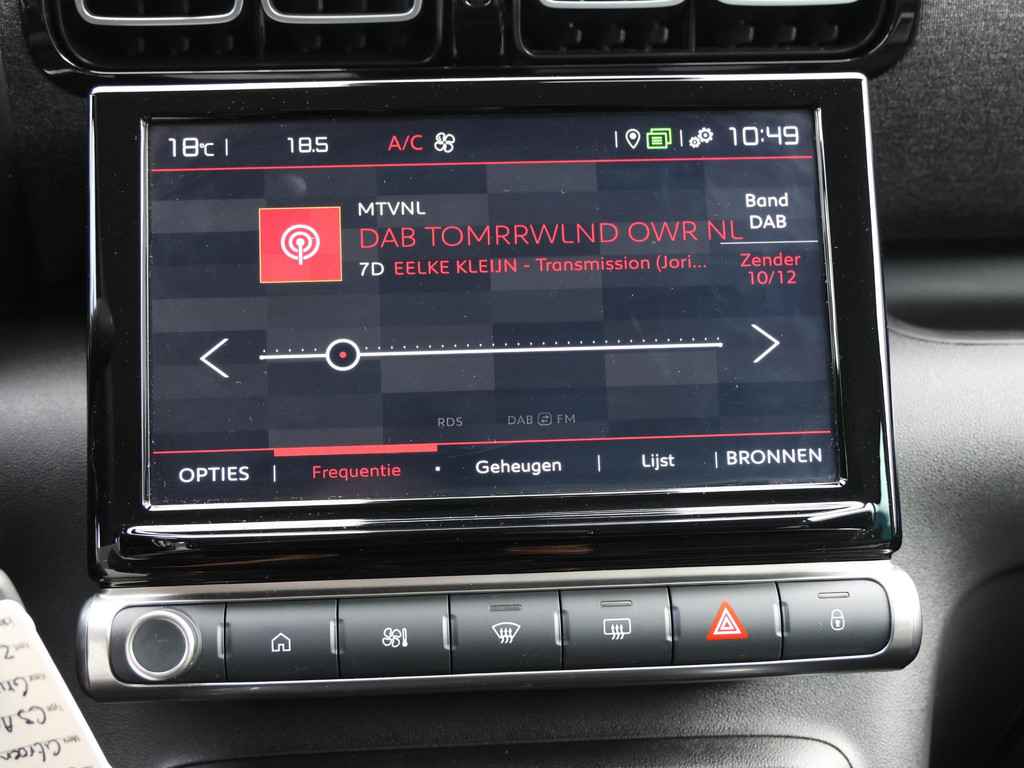 18°C | 18.5 A/C 10:49
MTVNL
DAB TOMRRWLND OWR NL
7D EELKE KLEIJN - Transmission (Jori...
Band
DAB
Zender
10/12
RDS DAB FM
OPTIES | Frequentie · Geheugen | Lijst | BRONNEN
Citroen